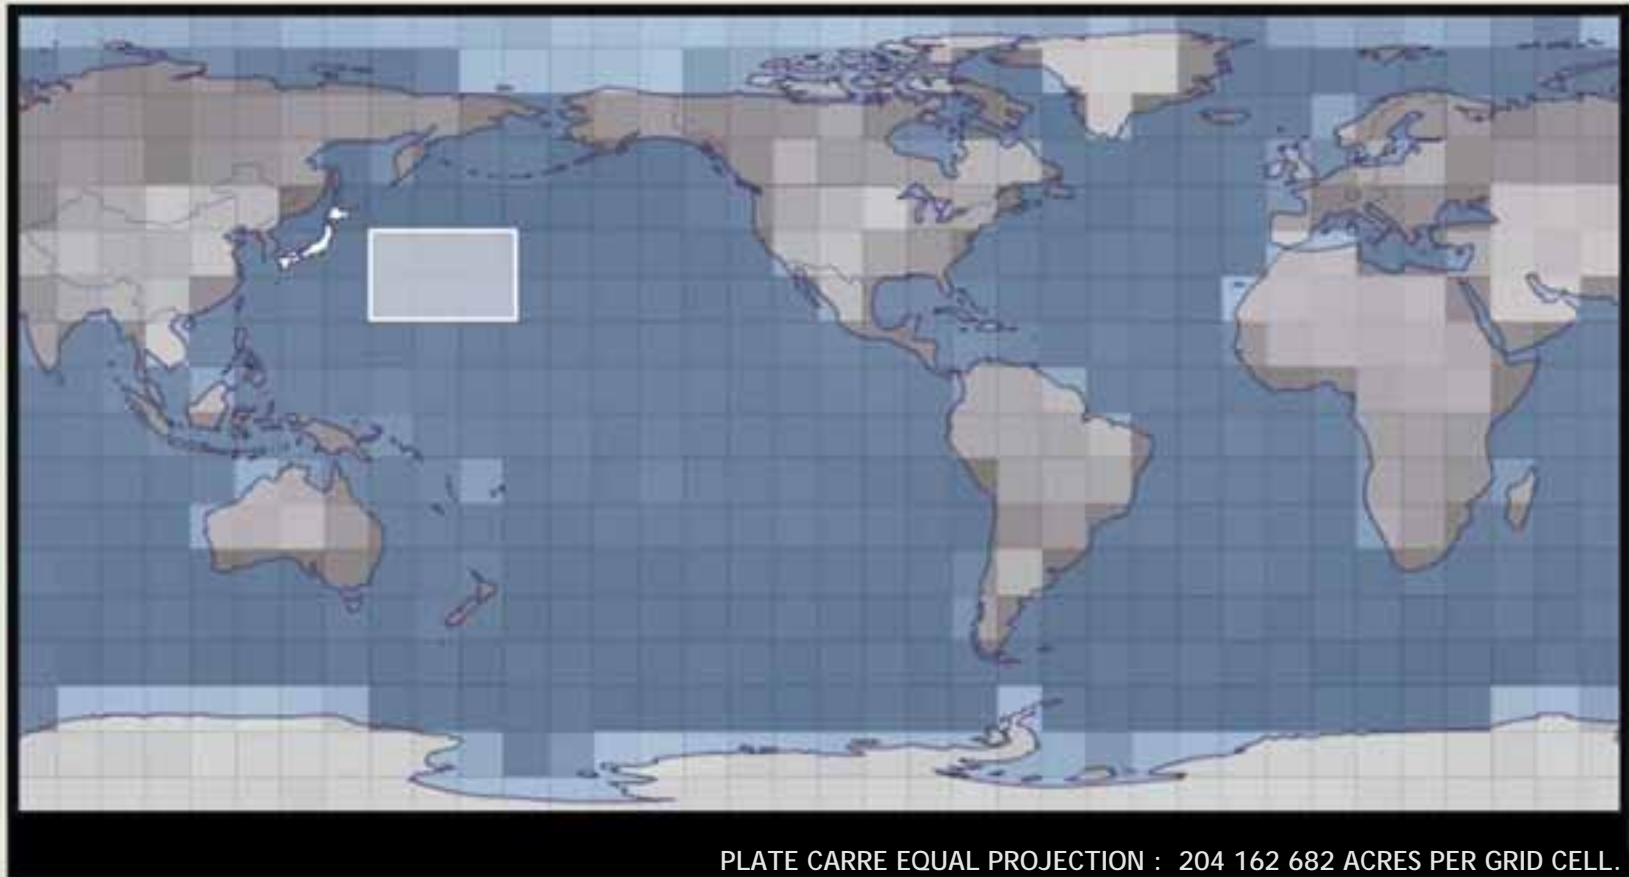 PLATE CARRE EQUAL PROJECTION : 204 162 682 ACRES PER GRID CELL.